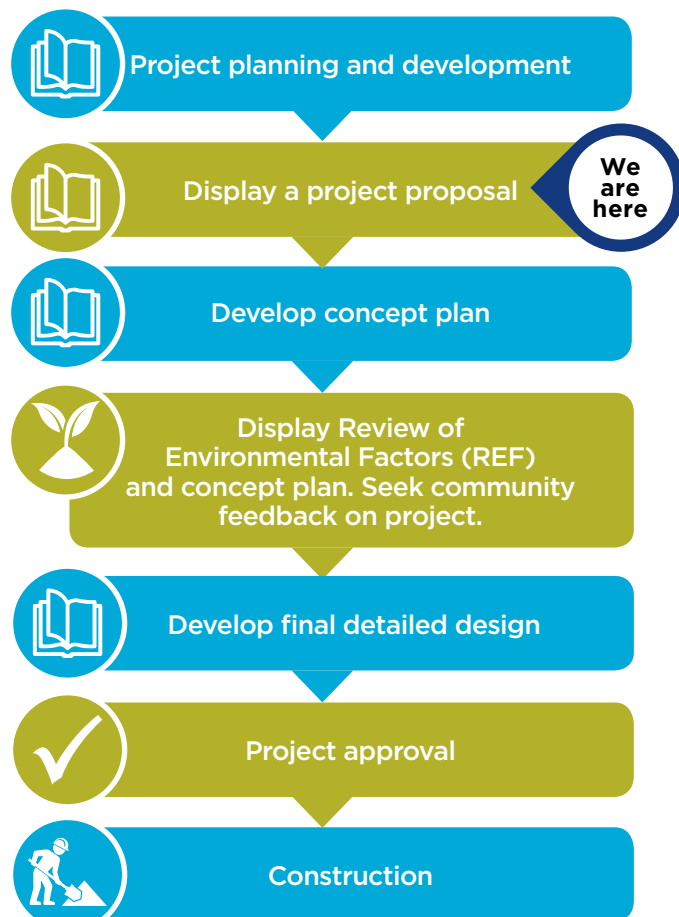 Project planning and development
Display a project proposal
We
are
here
Develop concept plan
Display Review of
Environmental Factors (REF)
and concept plan. Seek community
feedback on project.
Develop final detailed design
Project approval
Construction